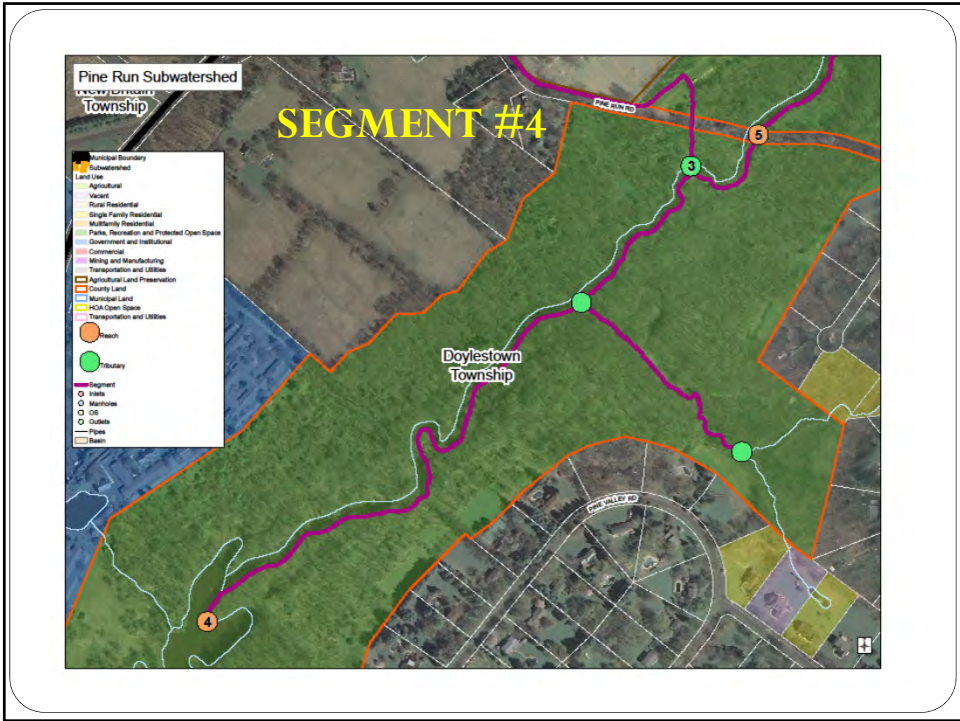 Pine Run Subwatershed
New Britain
Township
SEGMENT #4
PINE RUN RD
5
3
Municipal Boundary
Subwatershed
Land Use
Agricultural
Vacant
Rural Residential
Single Family Residential
Multifamily Residential
Parks, Recreation and Protected Open Space
Government and Institutional
Commercial
Mining and Manufacturing
Transportation and Utilities
Agricultural Land Preservation
County Land
Municipal Land
HOA Open Space
Transportation and Utilities
Reach
Tributary
Segment
Inlets
Manholes
OS
Outlets
Pipes
Basin
Doylestown
Township
PINE VALLEY RD
4